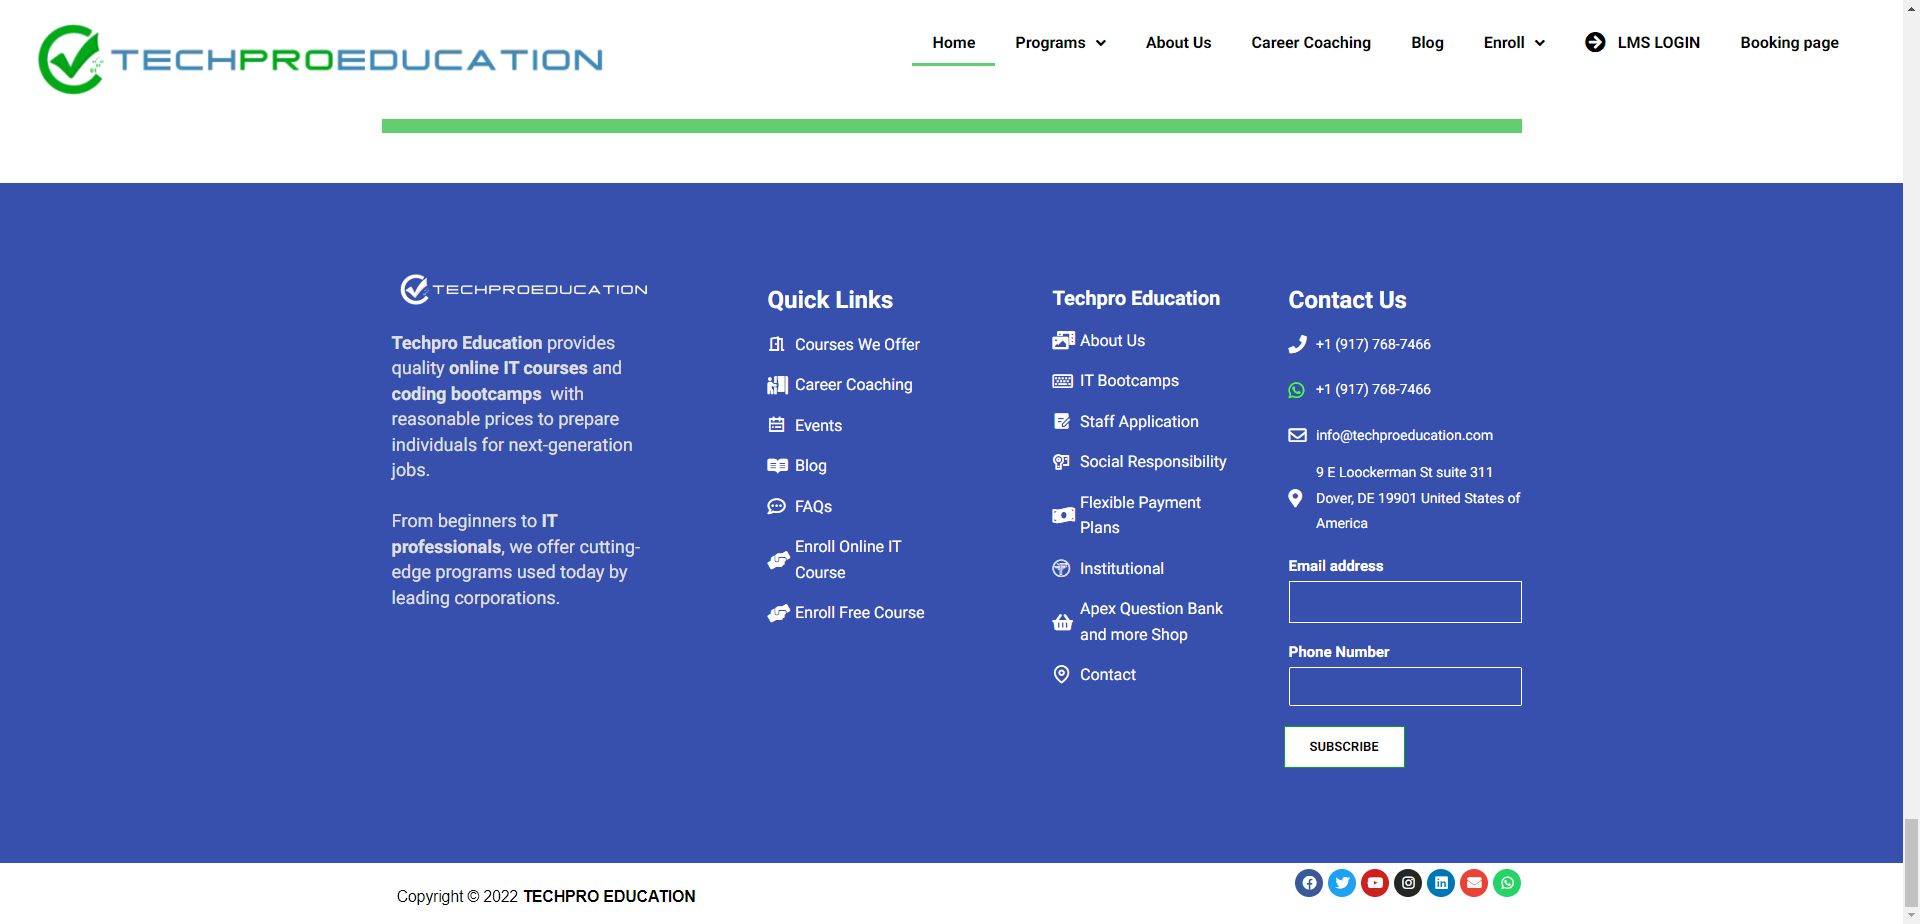 TECHPROEDUCATION
Home
Programs
About Us
Career Coaching
Blog
Enroll
LMS LOGIN
Booking page
TECHPROEDUCATION
Techpro Education provides
quality online IT courses and
coding bootcamps with
reasonable prices to prepare
individuals for next-generation
jobs.
From beginners to IT
professionals, we offer cutting-
edge programs used today by
leading corporations.
Quick Links
Courses We Offer
Career Coaching
Events
Blog
FAQs
Enroll Online IT
Course
Enroll Free Course
Techpro Education
About Us
IT Bootcamps
Staff Application
Social Responsibility
Flexible Payment
Plans
Institutional
Apex Question Bank
and more Shop
Contact
Contact Us
+1 (917) 768-7466
+1 (917) 768-7466
info@techproeducation.com
9 E Loockerman St suite 311
Dover, DE 19901 United States of
America
Email address
Phone Number
SUBSCRIBE
Copyright © 2022 TECHPRO EDUCATION